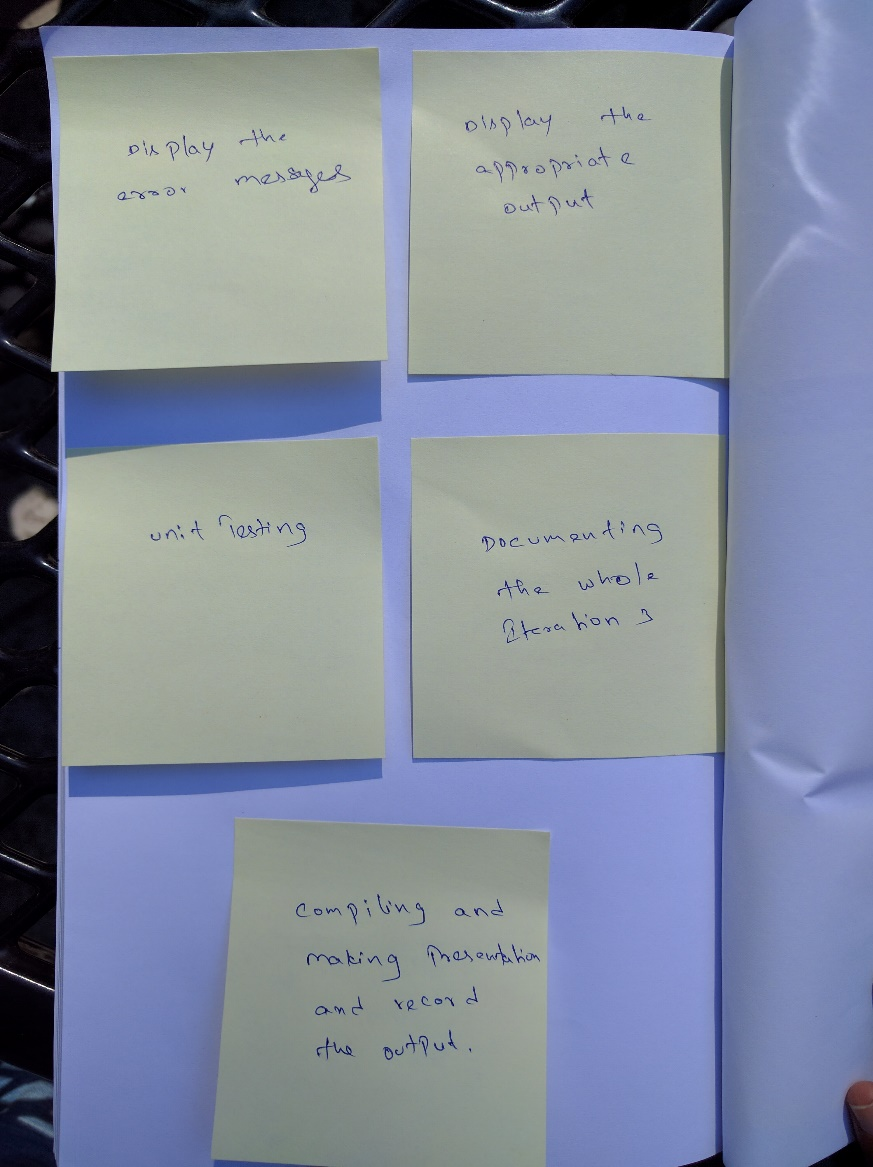 Display the
error messges
Display the
appropriate
output
unit Testing
Documenting
the whole
Iteration 3
Compiling and
making Presentation
and record
the output.